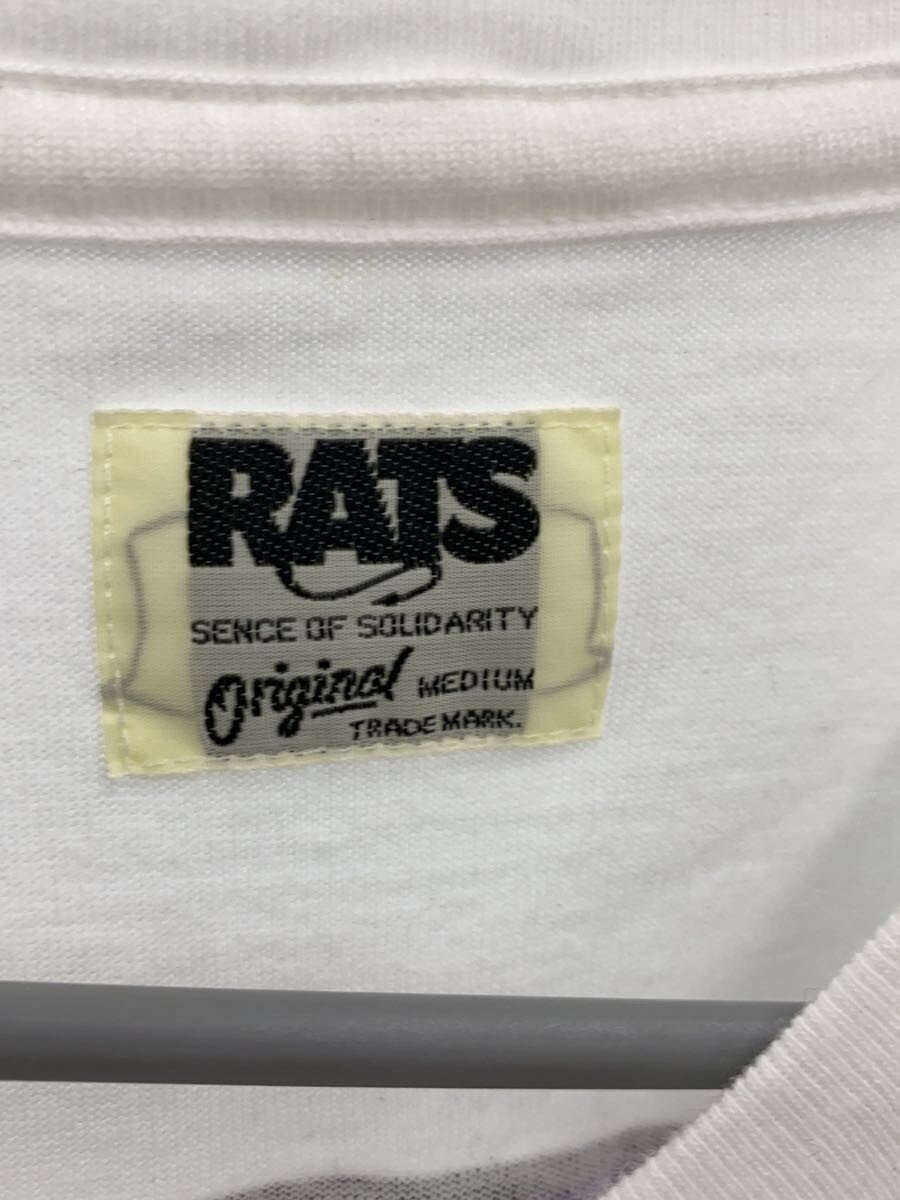 RATS
SENCE OF SOLIDARITY
Original MEDIUM
TRADE MARK.